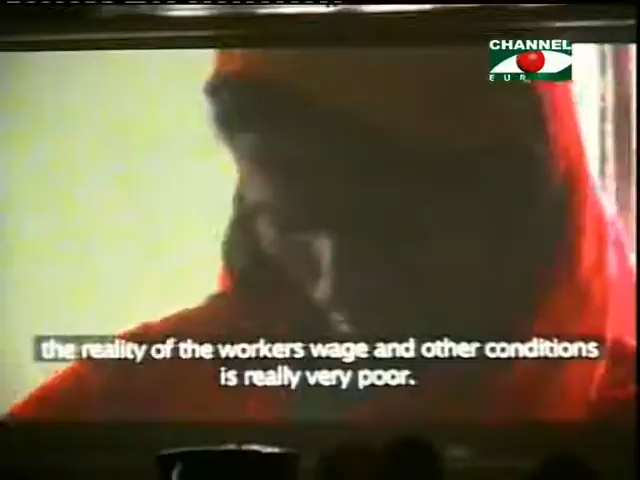 CHANNEL
EUR
the reality of the workers wage and other conditions
is really very poor.